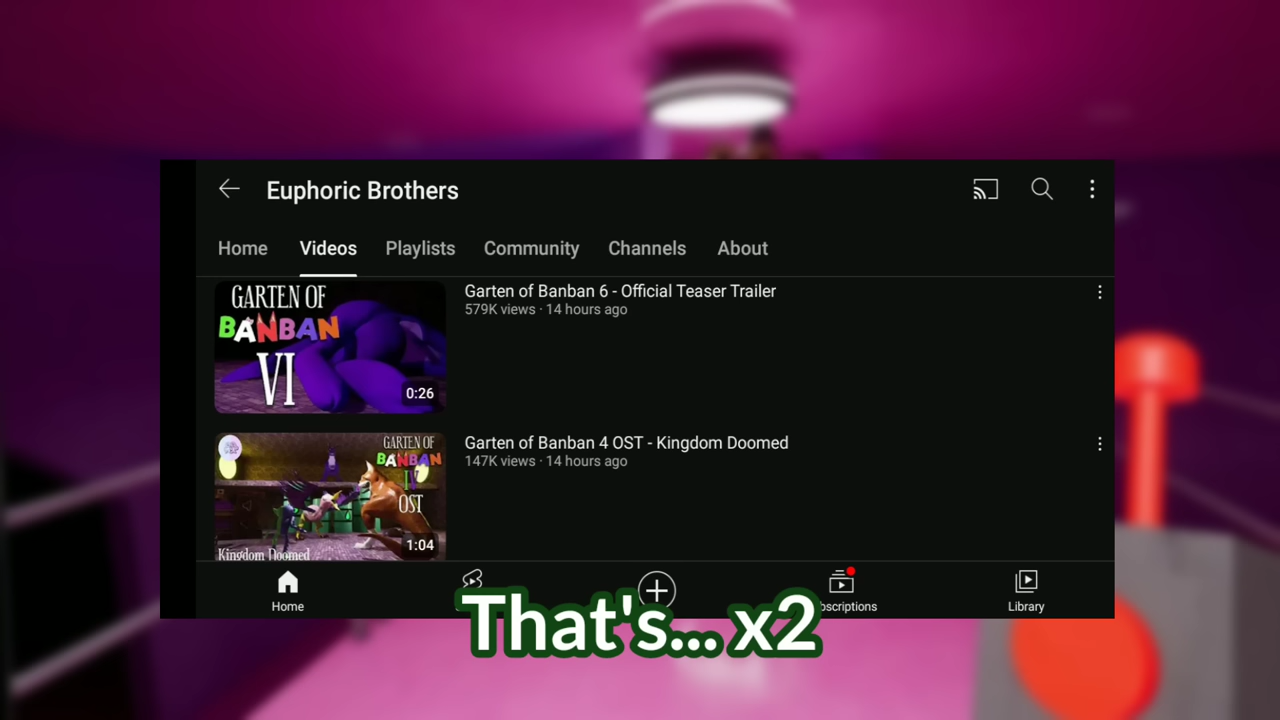 Euphoric Brothers
Home Videos Playlists Community Channels About
GARTEN OF
BANBAN
VI
0:26
Garten of Banban 6 - Official Teaser Trailer
579K views · 14 hours ago
GARTEN OF
BANBAN
IV
OST
Kingdom Doomed
1:04
Garten of Banban 4 OST - Kingdom Doomed
147K views · 14 hours ago
Home
bscriptions
Library
That's... x2